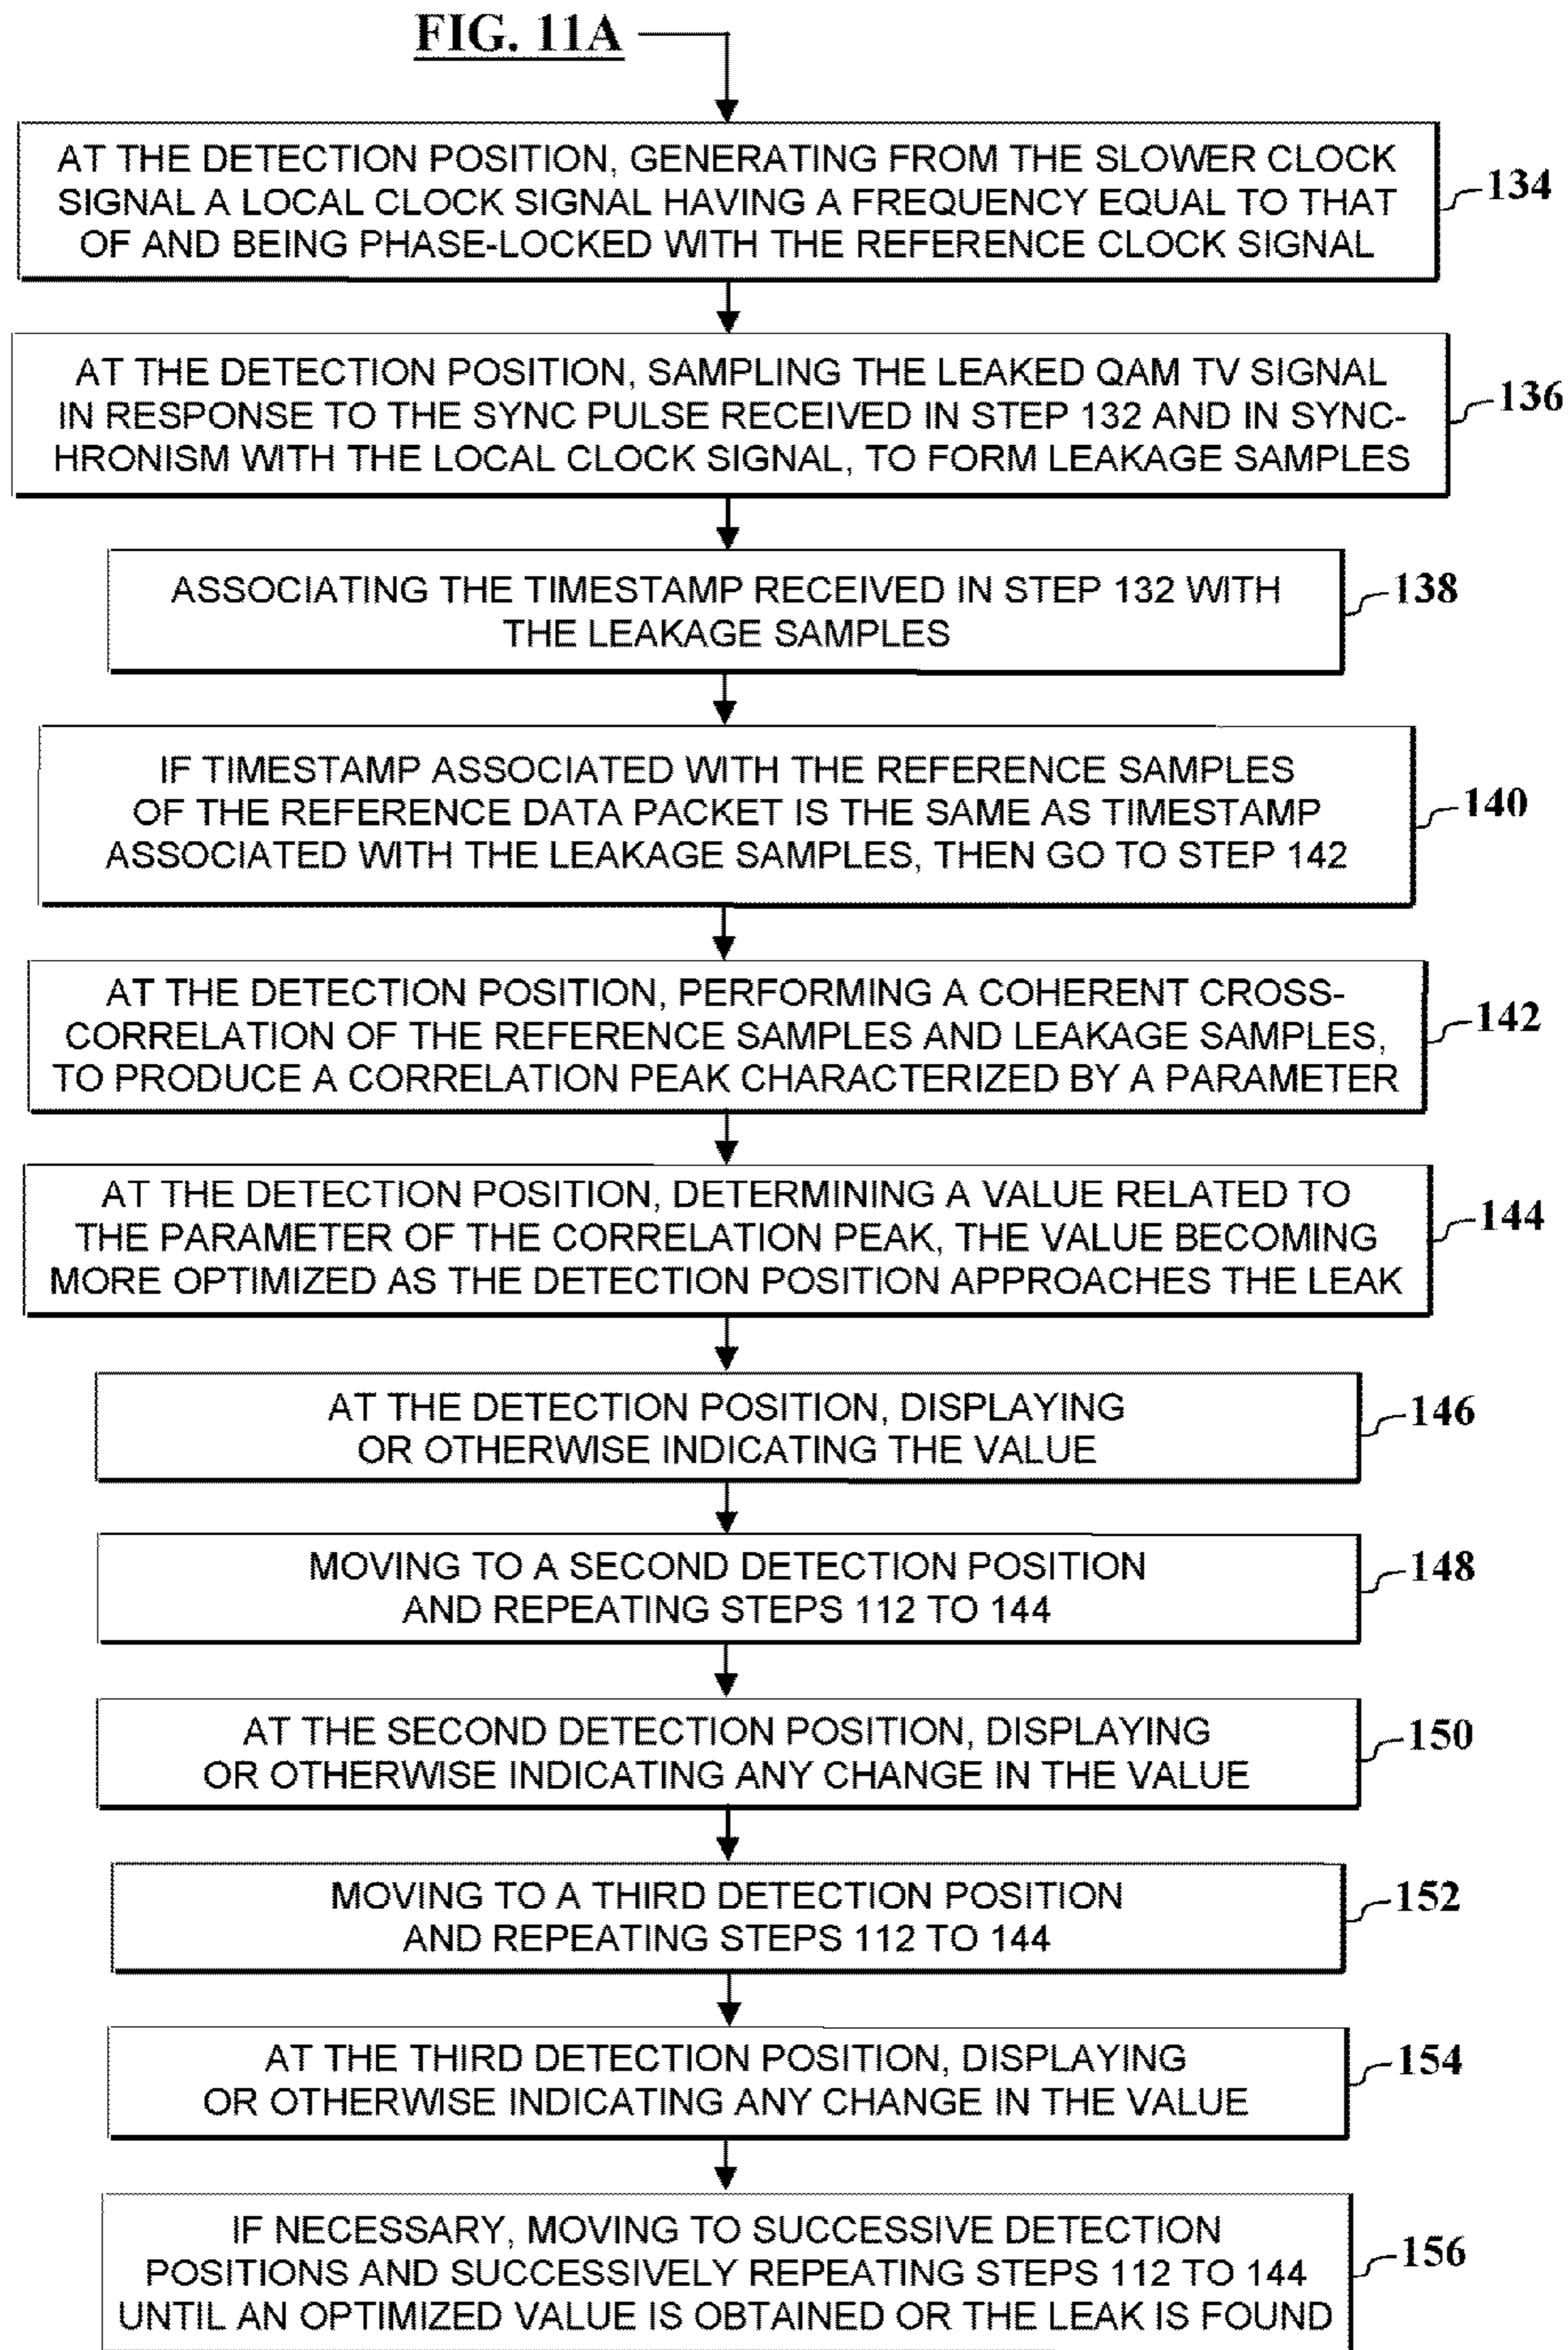 FIG. 11A
AT THE DETECTION POSITION, GENERATING FROM THE SLOWER CLOCK
SIGNAL A LOCAL CLOCK SIGNAL HAVING A FREQUENCY EQUAL TO THAT
OF AND BEING PHASE-LOCKED WITH THE REFERENCE CLOCK SIGNAL
134
AT THE DETECTION POSITION, SAMPLING THE LEAKED QAM TV SIGNAL
IN RESPONSE TO THE SYNC PULSE RECEIVED IN STEP 132 AND IN SYNC-
HRONISM WITH THE LOCAL CLOCK SIGNAL, TO FORM LEAKAGE SAMPLES
136
ASSOCIATING THE TIMESTAMP RECEIVED IN STEP 132 WITH
THE LEAKAGE SAMPLES
138
IF TIMESTAMP ASSOCIATED WITH THE REFERENCE SAMPLES
OF THE REFERENCE DATA PACKET IS THE SAME AS TIMESTAMP
ASSOCIATED WITH THE LEAKAGE SAMPLES, THEN GO TO STEP 142
140
AT THE DETECTION POSITION, PERFORMING A COHERENT CROSS-
CORRELATION OF THE REFERENCE SAMPLES AND LEAKAGE SAMPLES,
TO PRODUCE A CORRELATION PEAK CHARACTERIZED BY A PARAMETER
142
AT THE DETECTION POSITION, DETERMINING A VALUE RELATED TO
THE PARAMETER OF THE CORRELATION PEAK, THE VALUE BECOMING
MORE OPTIMIZED AS THE DETECTION POSITION APPROACHES THE LEAK
144
AT THE DETECTION POSITION, DISPLAYING
OR OTHERWISE INDICATING THE VALUE
146
MOVING TO A SECOND DETECTION POSITION
AND REPEATING STEPS 112 TO 144
148
AT THE SECOND DETECTION POSITION, DISPLAYING
OR OTHERWISE INDICATING ANY CHANGE IN THE VALUE
150
MOVING TO A THIRD DETECTION POSITION
AND REPEATING STEPS 112 TO 144
152
AT THE THIRD DETECTION POSITION, DISPLAYING
OR OTHERWISE INDICATING ANY CHANGE IN THE VALUE
154
IF NECESSARY, MOVING TO SUCCESSIVE DETECTION
POSITIONS AND SUCCESSIVELY REPEATING STEPS 112 TO 144
UNTIL AN OPTIMIZED VALUE IS OBTAINED OR THE LEAK IS FOUND
156